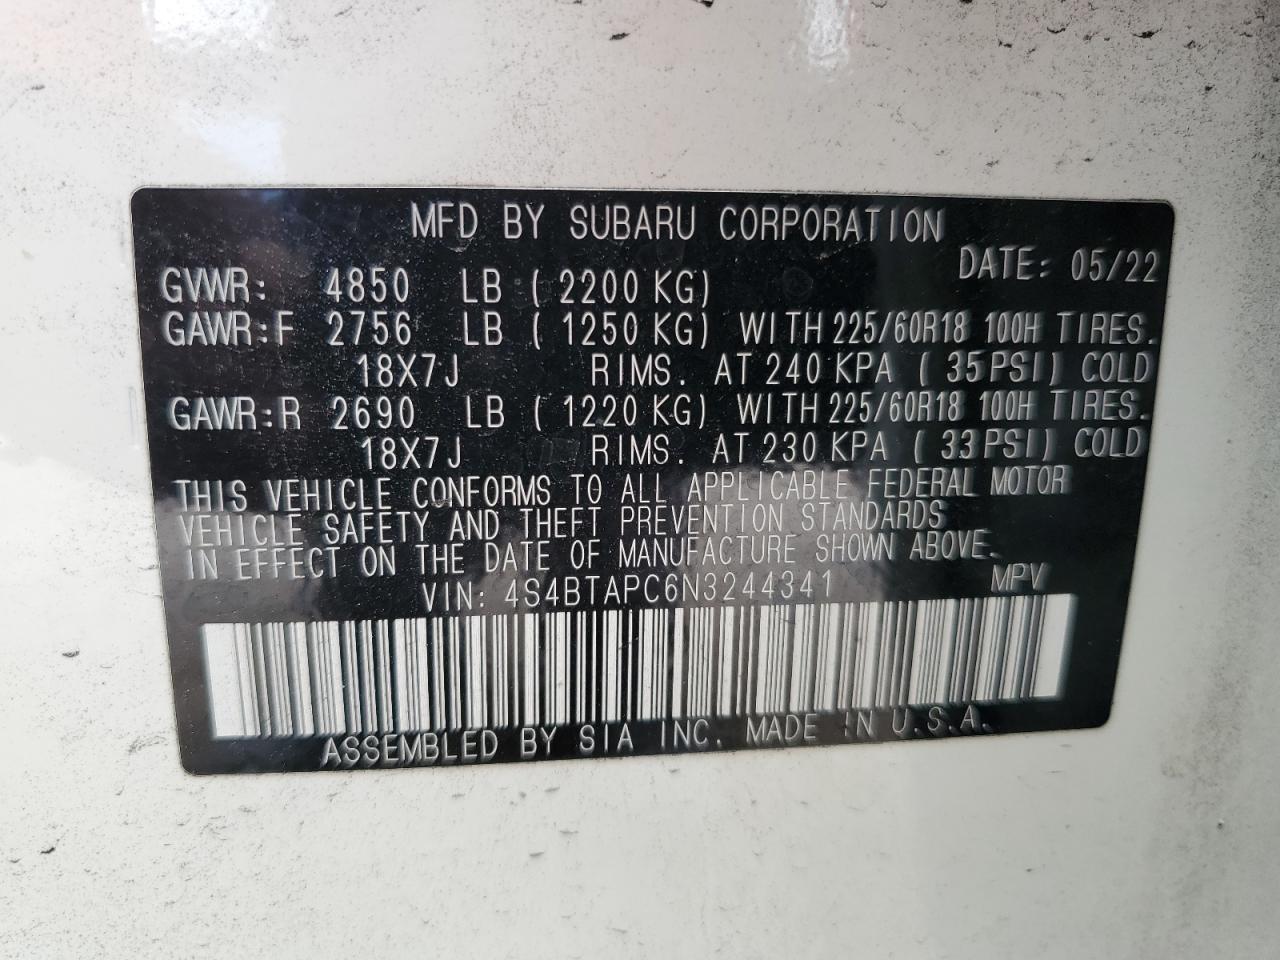 MFD BY SUBARU CORPORATION
DATE: 05/22
GVWR: 4850 LB ( 2200 KG)
GAWR:F 2756 LB ( 1250 KG) WITH 225/60R18 100H TIRES.
18X7J RIMS. AT 240 KPA ( 35PSI) COLD
GAWR:R 2690 LB ( 1220 KG) WITH 225/60R18 100H TIRES.
18X7J RIMS. AT 230 KPA ( 33PSI) COLD
THIS VEHICLE CONFORMS TO ALL APPLICABLE FEDERAL MOTOR
VEHICLE SAFETY AND THEFT PREVENTION STANDARDS
IN EFFECT ON THE DATE OF MANUFACTURE SHOWN ABOVE.
VIN: 4S4BTAPC6N3244341 MPV
ASSEMBLED BY SIA INC. MADE IN U.S.A.